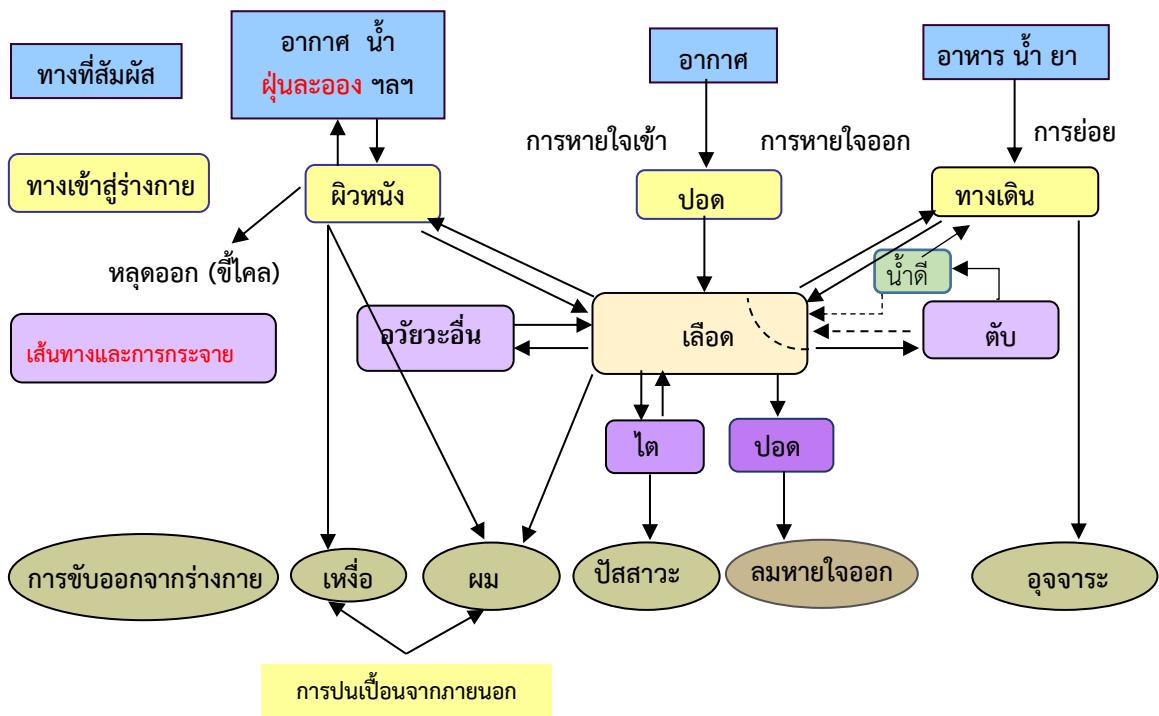 อากาศ น้ำ
ฝุ่นละออง ฯลฯ
ทางที่สัมผัส
อากาศ
อาหาร น้ำ ยา
การหายใจเข้า
การหายใจออก
การย่อย
ทางเข้าสู่ร่างกาย
ผิวหนัง
ปอด
ทางเดิน
หลุดออก (ขี้ไคล)
น้ำดี
เส้นทางและการกระจาย
อวัยวะอื่น
เลือด
ตับ
ไต
ปอด
การขับออกจากร่างกาย
เหงื่อ
ผม
ปัสสาวะ
ลมหายใจออก
อุจจาระ
การปนเปื้อนจากภายนอก